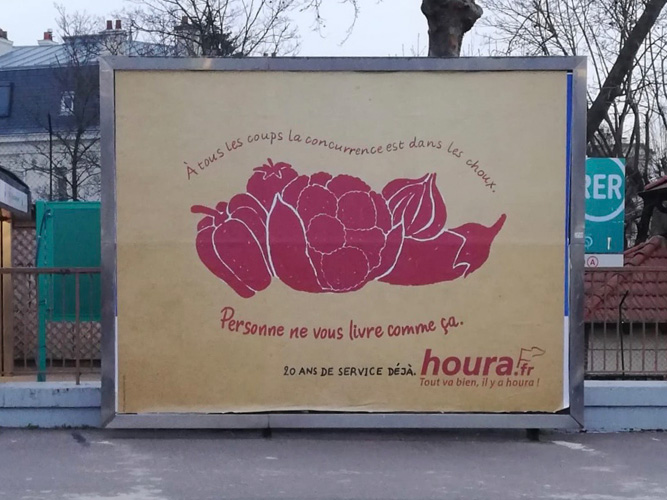 À tous les coups la concurrence est dans les choux.
Personne ne vous livre comme ça.
20 ANS DE SERVICE DÉJÀ.
houra.fr
Tout va bien, il y a houra !
RER
A